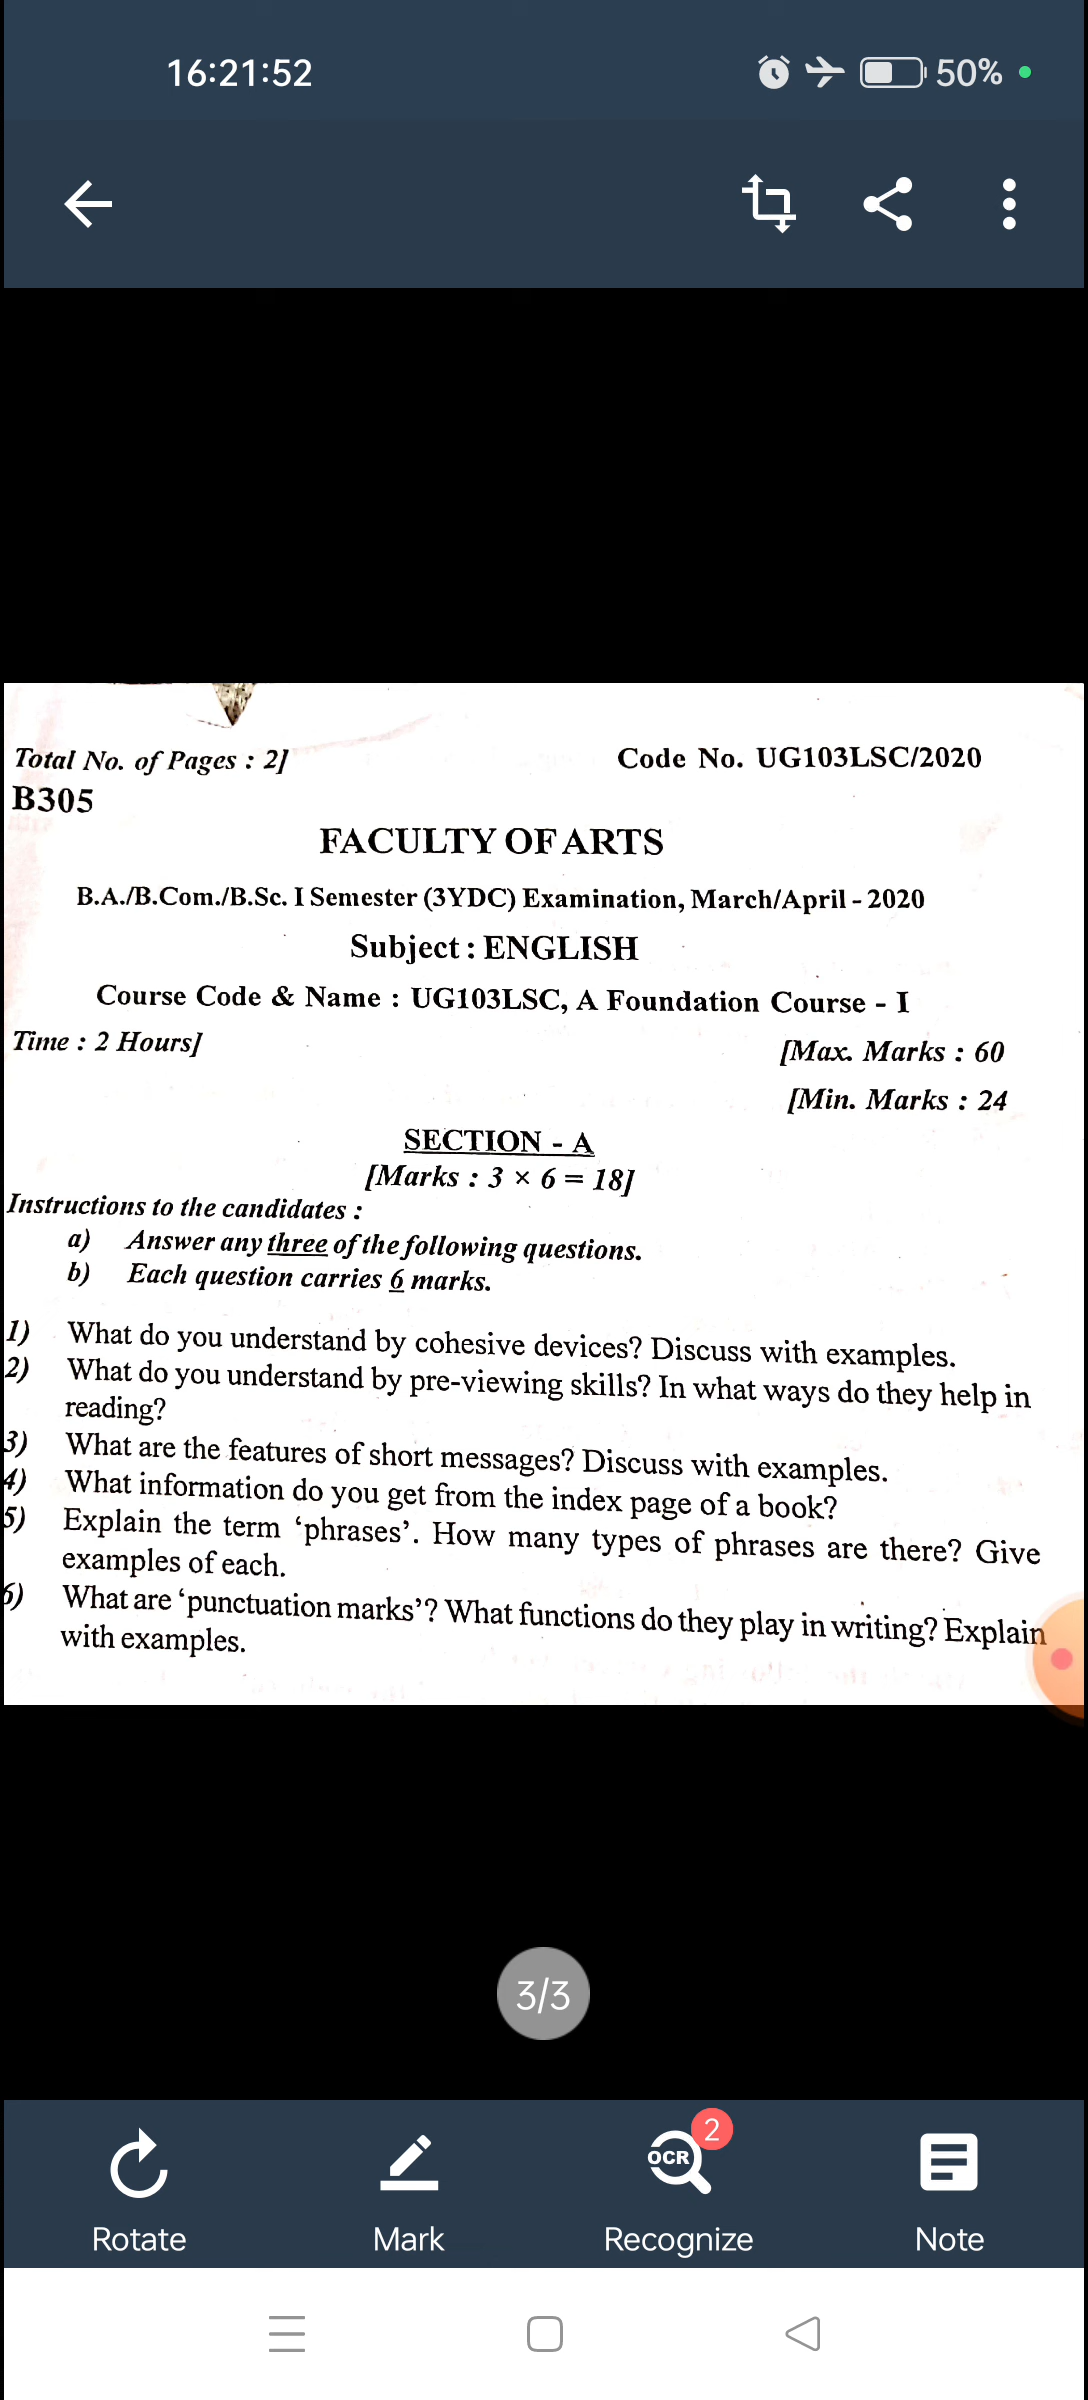 16:21:52
50%
Total No. of Pages : 2]
Code No. UG103LSC/2020
B305
FACULTY OF ARTS
B.A./B.Com./B.Sc. I Semester (3YDC) Examination, March/April - 2020
Subject : ENGLISH
Course Code & Name : UG103LSC, A Foundation Course - I
Time : 2 Hours]
[Max. Marks : 60
[Min. Marks : 24
SECTION - A
[Marks : 3 × 6 = 18]
Instructions to the candidates :
a) Answer any three of the following questions.
b) Each question carries 6 marks.
1) What do you understand by cohesive devices? Discuss with examples.
2) What do you understand by pre-viewing skills? In what ways do they help in
reading?
3) What are the features of short messages? Discuss with examples.
4) What information do you get from the index page of a book?
5) Explain the term ‘phrases’. How many types of phrases are there? Give
examples of each.
6) What are ‘punctuation marks’? What functions do they play in writing? Explain
with examples.
3/3
2
OCR
Rotate
Mark
Recognize
Note